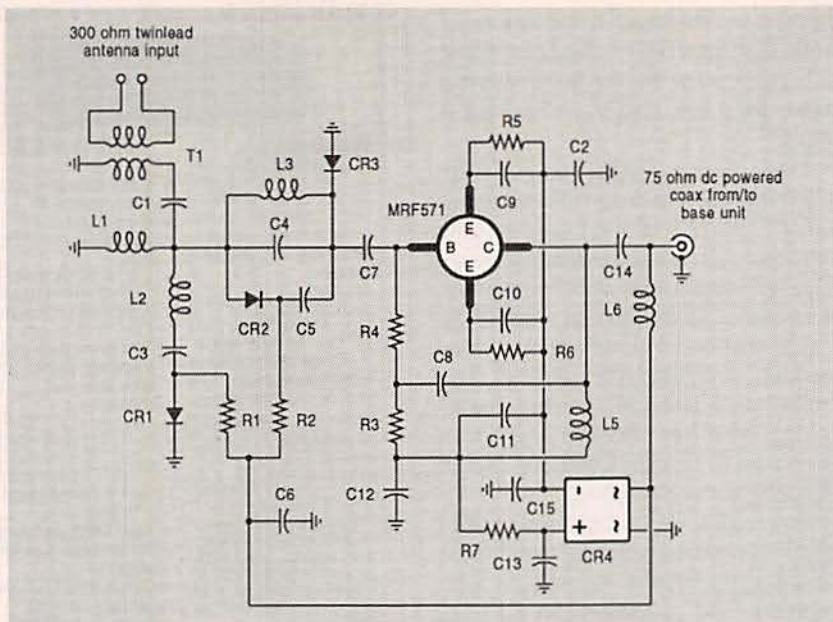 300 ohm twinlead
antenna input
T1
C1
L1
L2
C3
CR1
R1
L3
C4
CR2
C5
R2
C6
CR3
C7
MRF571
B
E
C
E
R5
C9
C2
C10
R6
R4
C8
R3
C11
C12
R7
C13
C15
L5
- ~
+ ~
CR4
C14
L6
75 ohm dc powered
coax from/to
base unit